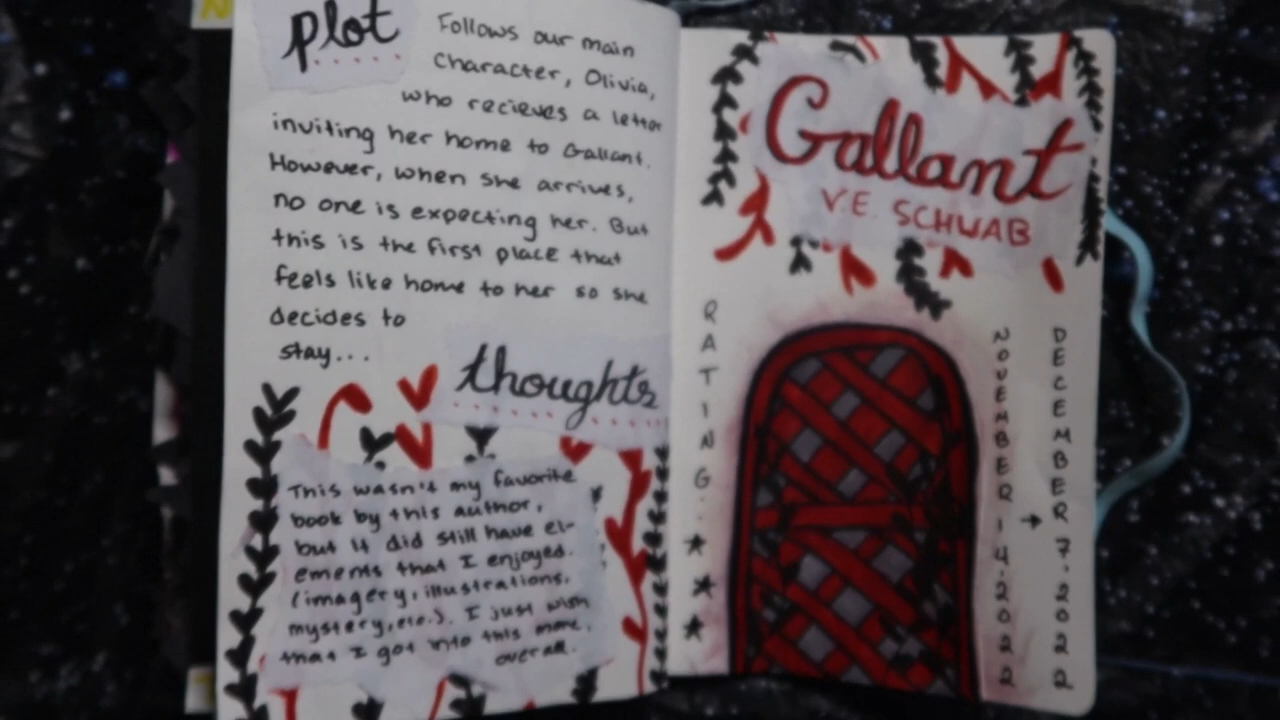 plot
Follows our main
character, Olivia,
who recieves a letter
inviting her home to Gallant.
However, when she arrives,
no one is expecting her. But
this is the first place that
feels like home to her so she
decides to
stay...
thoughts
This wasn't my favorite
book by this author,
but it did still have el-
ements that I enjoyed.
(imagery, illustrations,
mystery, etc.). I just wish
that I got into this more,
overall.
Gallant
V.E. SCHWAB
RATING:
NOVEMBER 14, 2022
→
DECEMBER 7, 2022